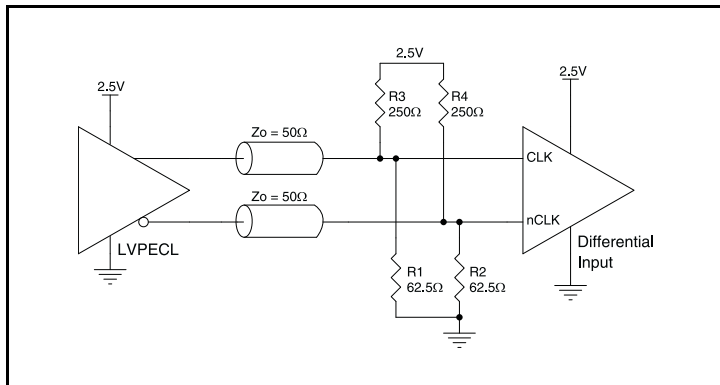 2.5V
2.5V
2.5V
R3
250Ω
R4
250Ω
Zo = 50Ω
CLK
Zo = 50Ω
nCLK
LVPECL
Differential
Input
R1
62.5Ω
R2
62.5Ω